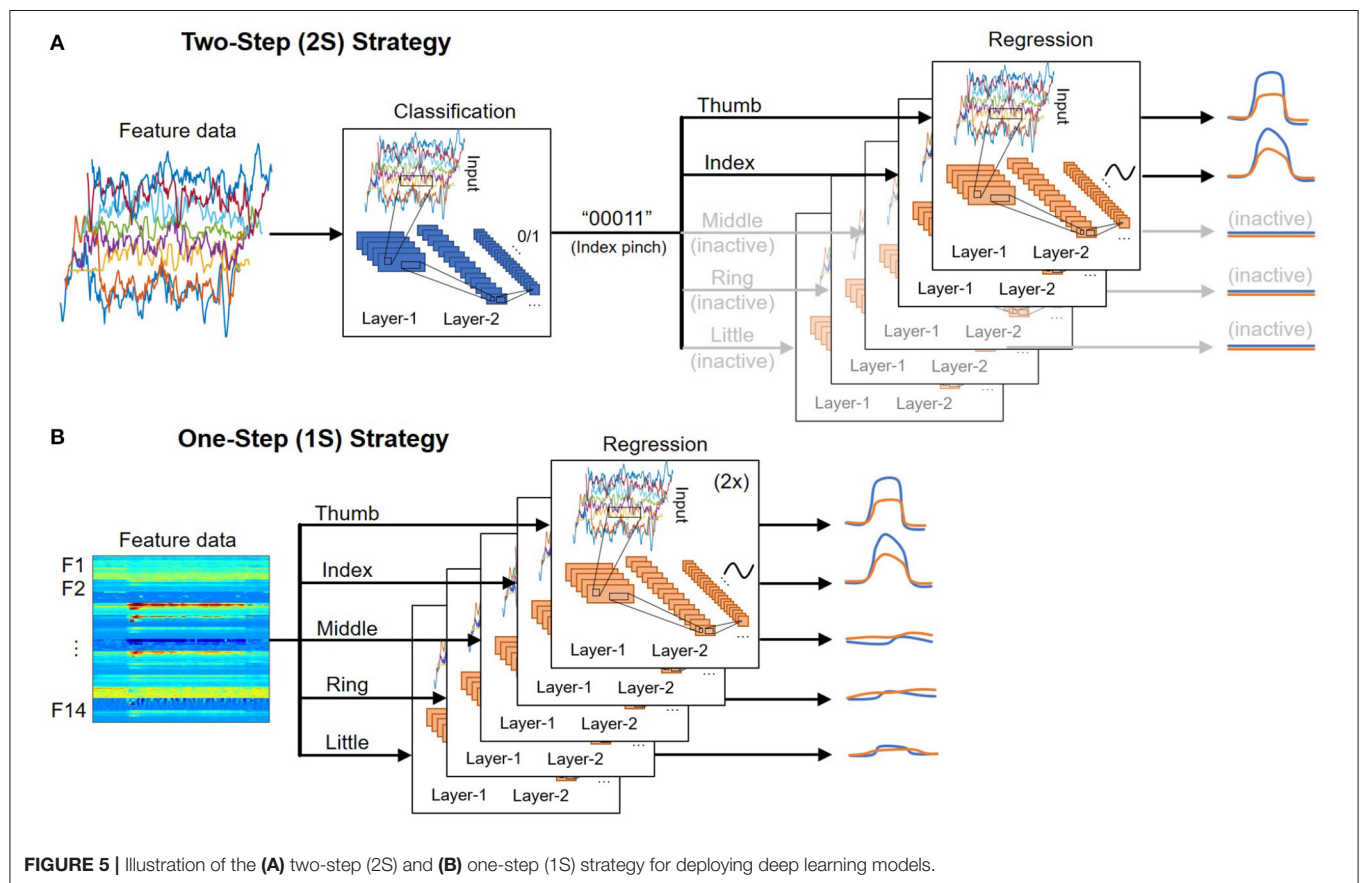 A
Two-Step (2S) Strategy
Feature data
Classification
Input
0/1
Layer-1 Layer-2
...
"00011"
(Index pinch)
Thumb
Index
Middle
(inactive)
Ring
(inactive)
Little
(inactive)
Regression
Input
Layer-1 Layer-2
...
Layer-1 Layer-2
Layer-1 Layer-2
...
Layer-1 Layer-2
...
Layer-1 Layer-2
...
(inactive)
(inactive)
(inactive)
B
One-Step (1S) Strategy
Feature data
F1
F2
⋮
F14
Thumb
Index
Middle
Ring
Little
Regression
(2x)
Input
Layer-1 Layer-2
...
Layer-1 Layer-2
...
Layer-1 Layer-2
...
Layer-1 Layer-2
...
Layer-1 Layer-2
...
FIGURE 5 | Illustration of the (A) two-step (2S) and (B) one-step (1S) strategy for deploying deep learning models.